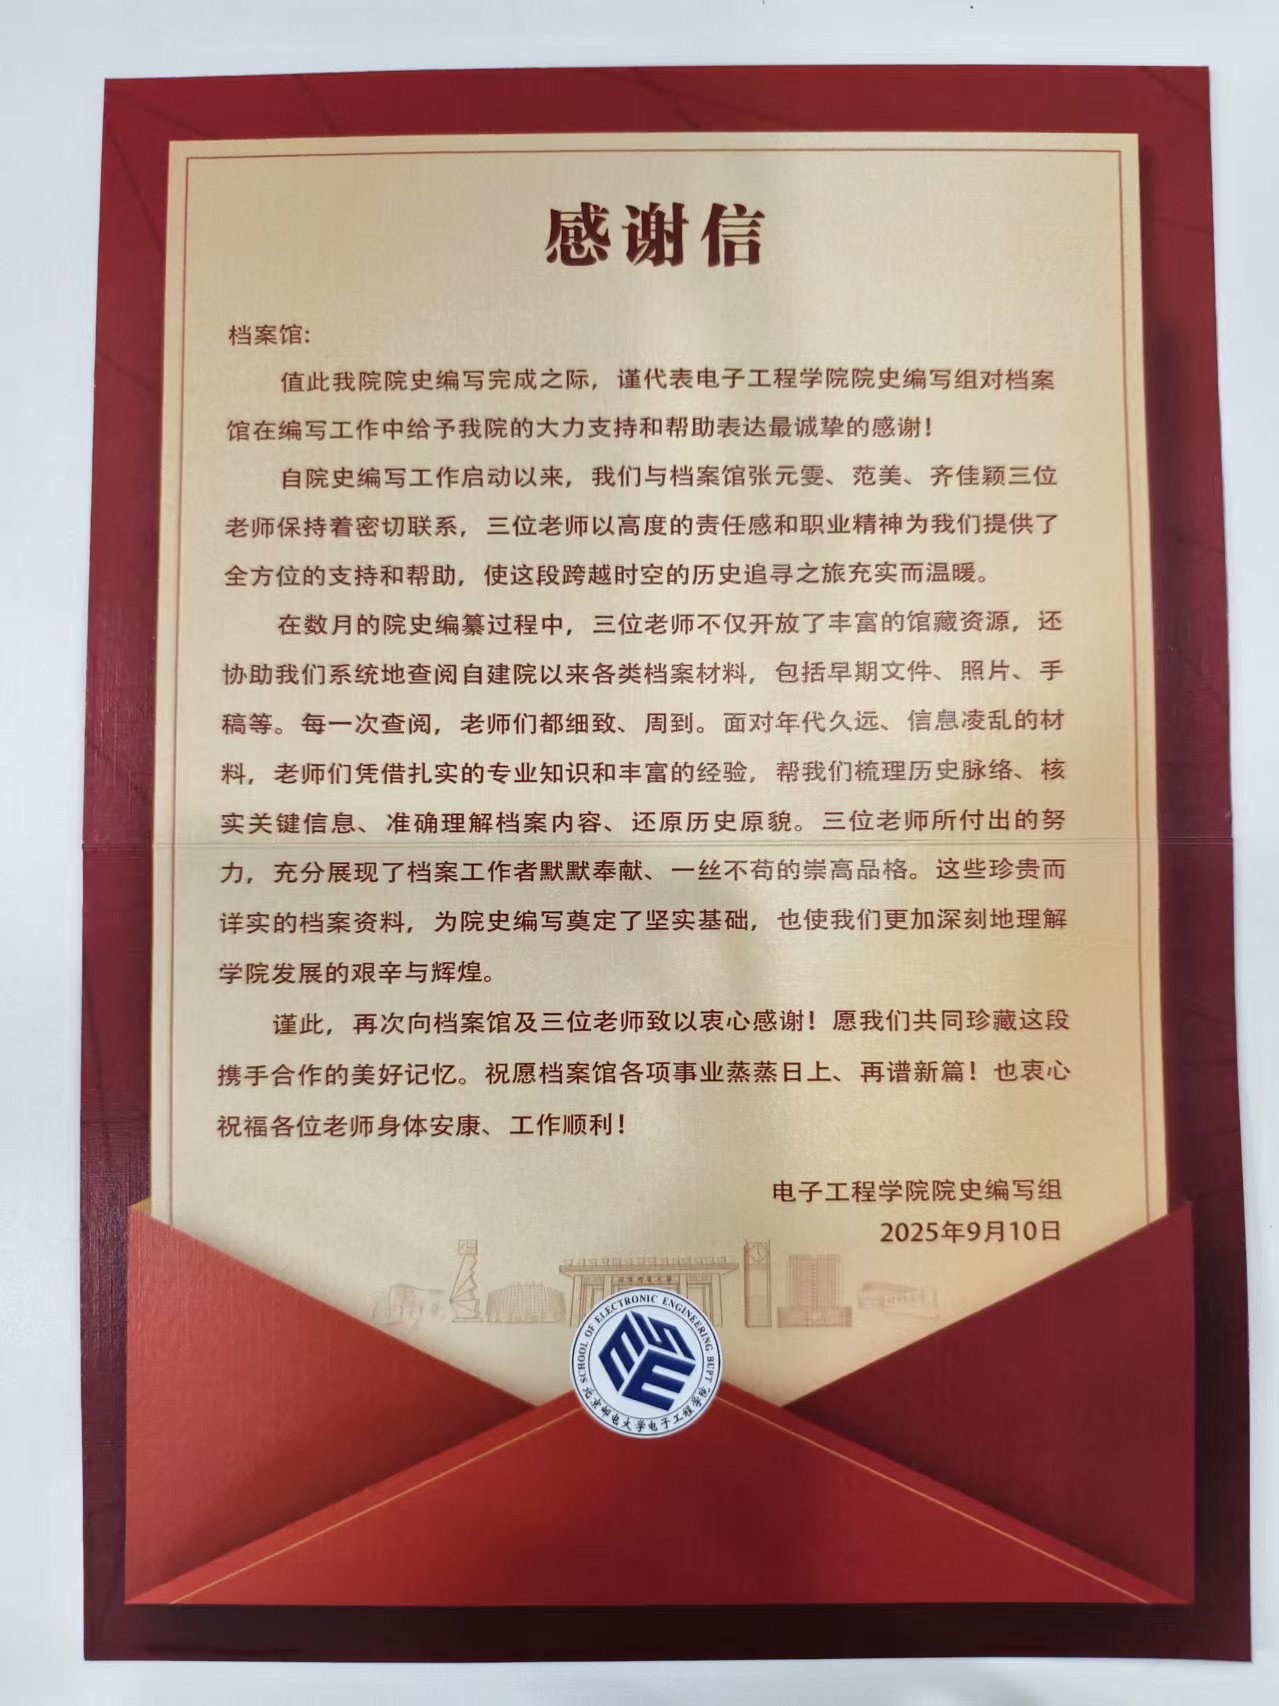 感谢信
档案馆:
值此我院院史编写完成之际，谨代表电子工程学院院史编写组对档案
馆在编写工作中给予我院的大力支持和帮助表达最诚挚的感谢！
自院史编写工作启动以来，我们与档案馆张元雯、范美、齐佳颖三位
老师保持着密切联系，三位老师以高度的责任感和职业精神为我们提供了
全方位的支持和帮助，使这段跨越时空的历史追寻之旅充实而温暖。
在数月的院史编纂过程中，三位老师不仅开放了丰富的馆藏资源，还
协助我们系统地查阅自建院以来各类档案材料，包括早期文件、照片、手
稿等。每一次查阅，老师们都细致、周到。面对年代久远、信息凌乱的材
料，老师们凭借扎实的专业知识和丰富的经验，帮我们梳理历史脉络、核
实关键信息、准确理解档案内容、还原历史原貌。三位老师所付出的努
力，充分展现了档案工作者默默奉献、一丝不苟的崇高品格。这些珍贵而
详实的档案资料，为院史编写奠定了坚实基础，也使我们更加深刻地理解
学院发展的艰辛与辉煌。
谨此，再次向档案馆及三位老师致以衷心感谢！愿我们共同珍藏这段
携手合作的美好记忆。祝愿档案馆各项事业蒸蒸日上、再谱新篇！也衷心
祝福各位老师身体安康、工作顺利！
电子工程学院院史编写组
2025年9月10日
SCHOOL OF ELECTRONIC ENGINEERING BUPT
北京邮电大学电子工程学院